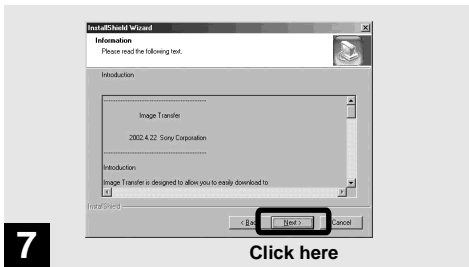 InstallShield Wizard
Information
Please read the following text.
Introduction
--------------------------------------------
Image Transfer
2002.4.22 Sony Corporation
--------------------------------------------
Introduction
Image Transfer is designed to allow you to easily download to
InstallShield
< Bac Next > Cancel
7
Click here